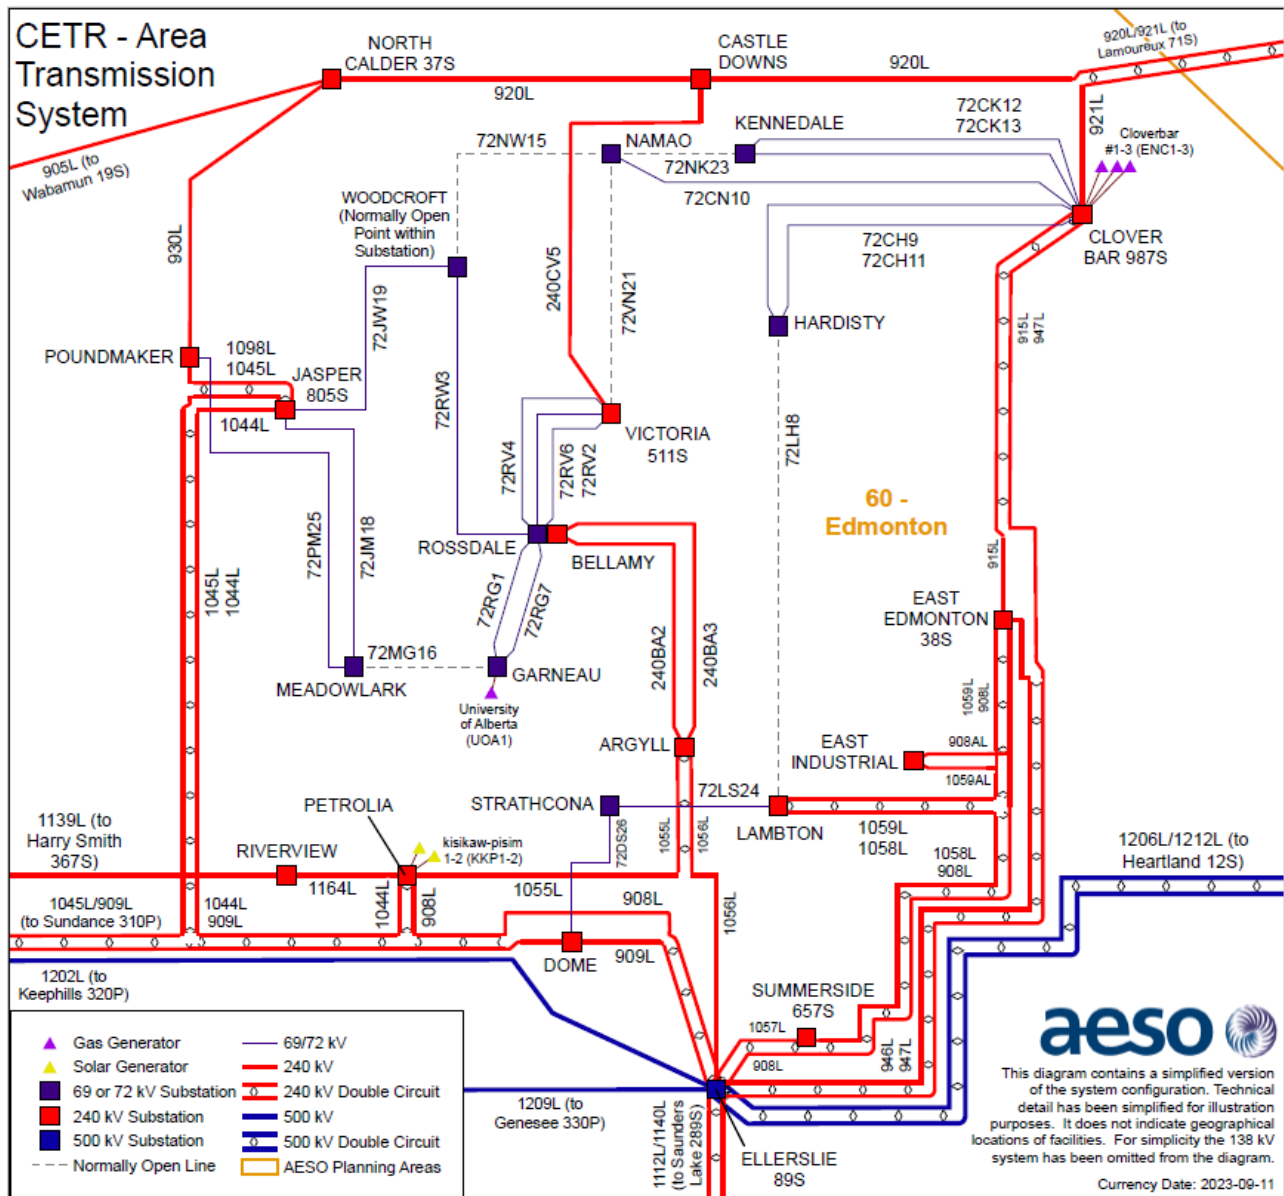 CETR - Area
Transmission
System
NORTH
CALDER 37S
CASTLE
DOWNS
920L
920L
920L/921L (to
Lamoureux 71S)
921L
905L (to
Wabamun 19S)
72NW15
NAMAO
KENNEDALE
72CK12
72CK13
Cloverbar
#1-3 (ENC1-3)
72NK23
72CN10
WOODCROFT
(Normally Open
Point within
Substation)
930L
240CV5
72VN21
72CH9
72CH11
CLOVER
BAR 987S
72JW19
HARDISTY
915L
947L
POUNDMAKER
1098L
1045L
JASPER
805S
1044L
72RW3
VICTORIA
511S
72LH8
72RV4
72RV6
72RV2
60 -
Edmonton
72PM25
72JM18
ROSSDALE
BELLAMY
915L
1045L
1044L
72RG1
72RG7
EAST
EDMONTON
38S
72MG16
MEADOWLARK
GARNEAU
240BA2
240BA3
1059L
908L
University
of Alberta
(UOA1)
ARGYLL
EAST
INDUSTRIAL
908AL
1059AL
PETROLIA
STRATHCONA
72LS24
LAMBTON
1059L
1058L
1139L (to
Harry Smith
367S)
RIVERVIEW
kisikaw-pisim
1-2 (KKP1-2)
72DS26
1055L
1056L
1058L
908L
1206L/1212L (to
Heartland 12S)
1164L
1044L
908L
1055L
908L
1056L
1045L/909L
(to Sundance 310P)
1044L
909L
DOME
909L
1202L (to
Keephills 320P)
SUMMERSIDE
657S
1057L
908L
946L
947L
aeso
Gas Generator
Solar Generator
69 or 72 kV Substation
240 kV Substation
500 kV Substation
Normally Open Line
69/72 kV
240 kV
240 kV Double Circuit
500 kV
500 kV Double Circuit
AESO Planning Areas
1209L (to
Genesee 330P)
1112L/1140L
(to Saunders
Lake 289S)
ELLERSLIE
89S
This diagram contains a simplified version
of the system configuration. Technical
detail has been simplified for illustration
purposes. It does not indicate geographical
locations of facilities. For simplicity the 138 kV
system has been omitted from the diagram.
Currency Date: 2023-09-11